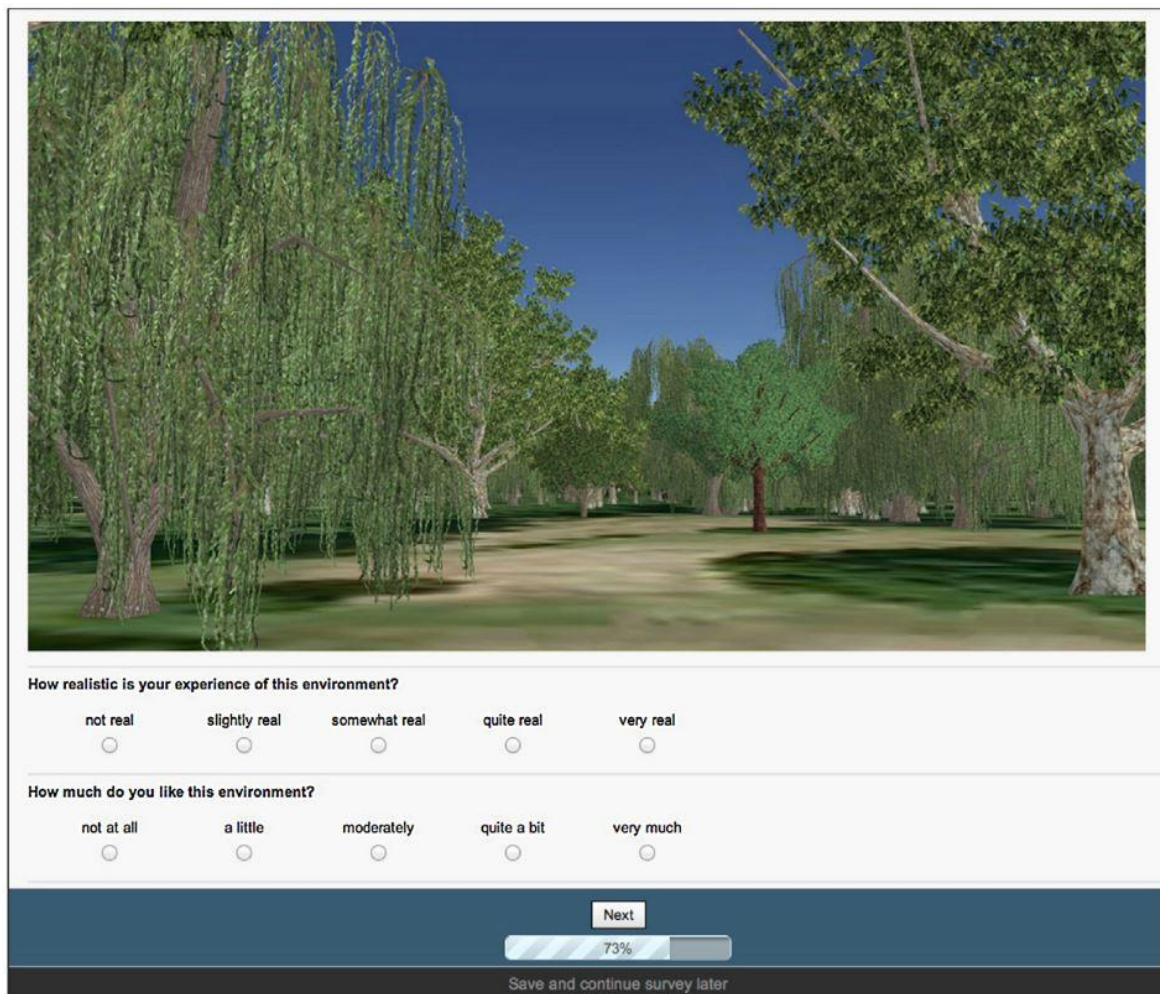 How realistic is your experience of this environment?
not real slightly real somewhat real quite real very real
How much do you like this environment?
not at all a little moderately quite a bit very much
Next
73%
Save and continue survey later